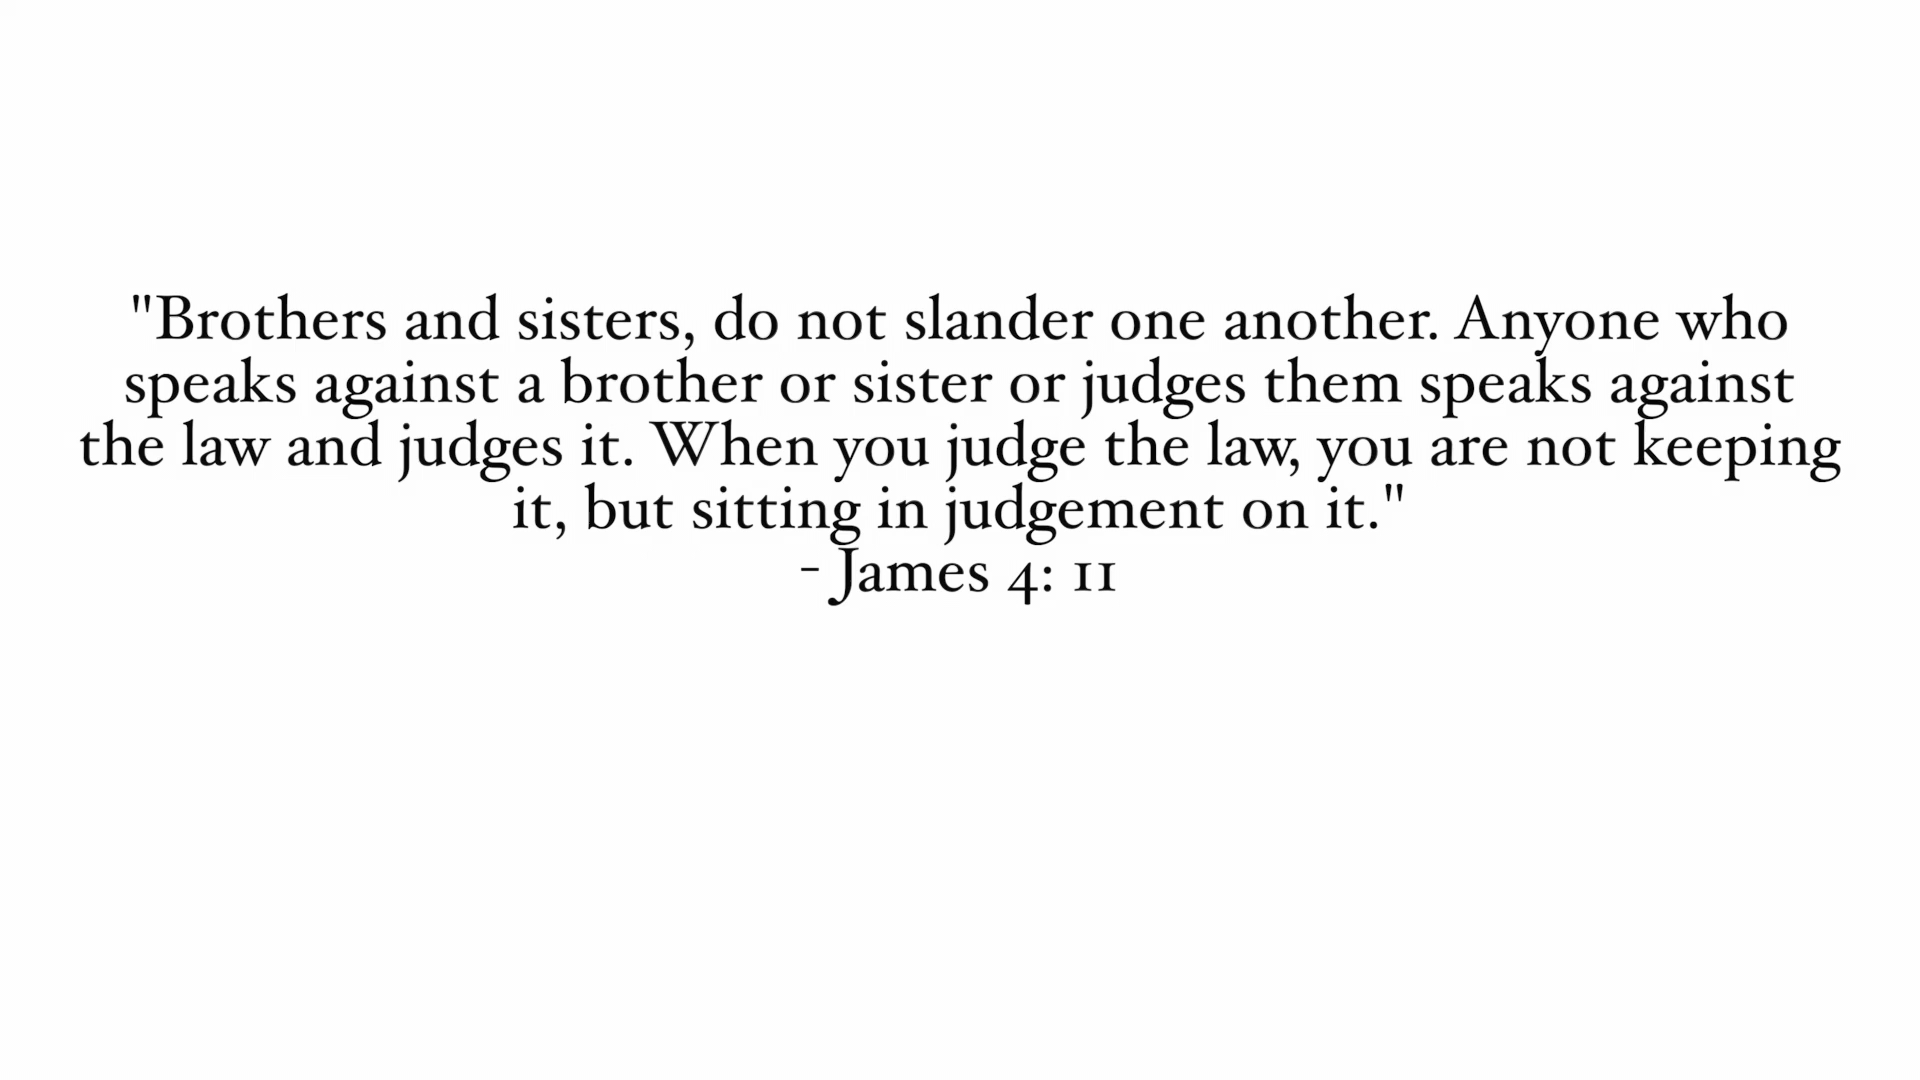 "Brothers and sisters, do not slander one another. Anyone who
speaks against a brother or sister or judges them speaks against
the law and judges it. When you judge the law, you are not keeping
it, but sitting in judgement on it."
- James 4: 11